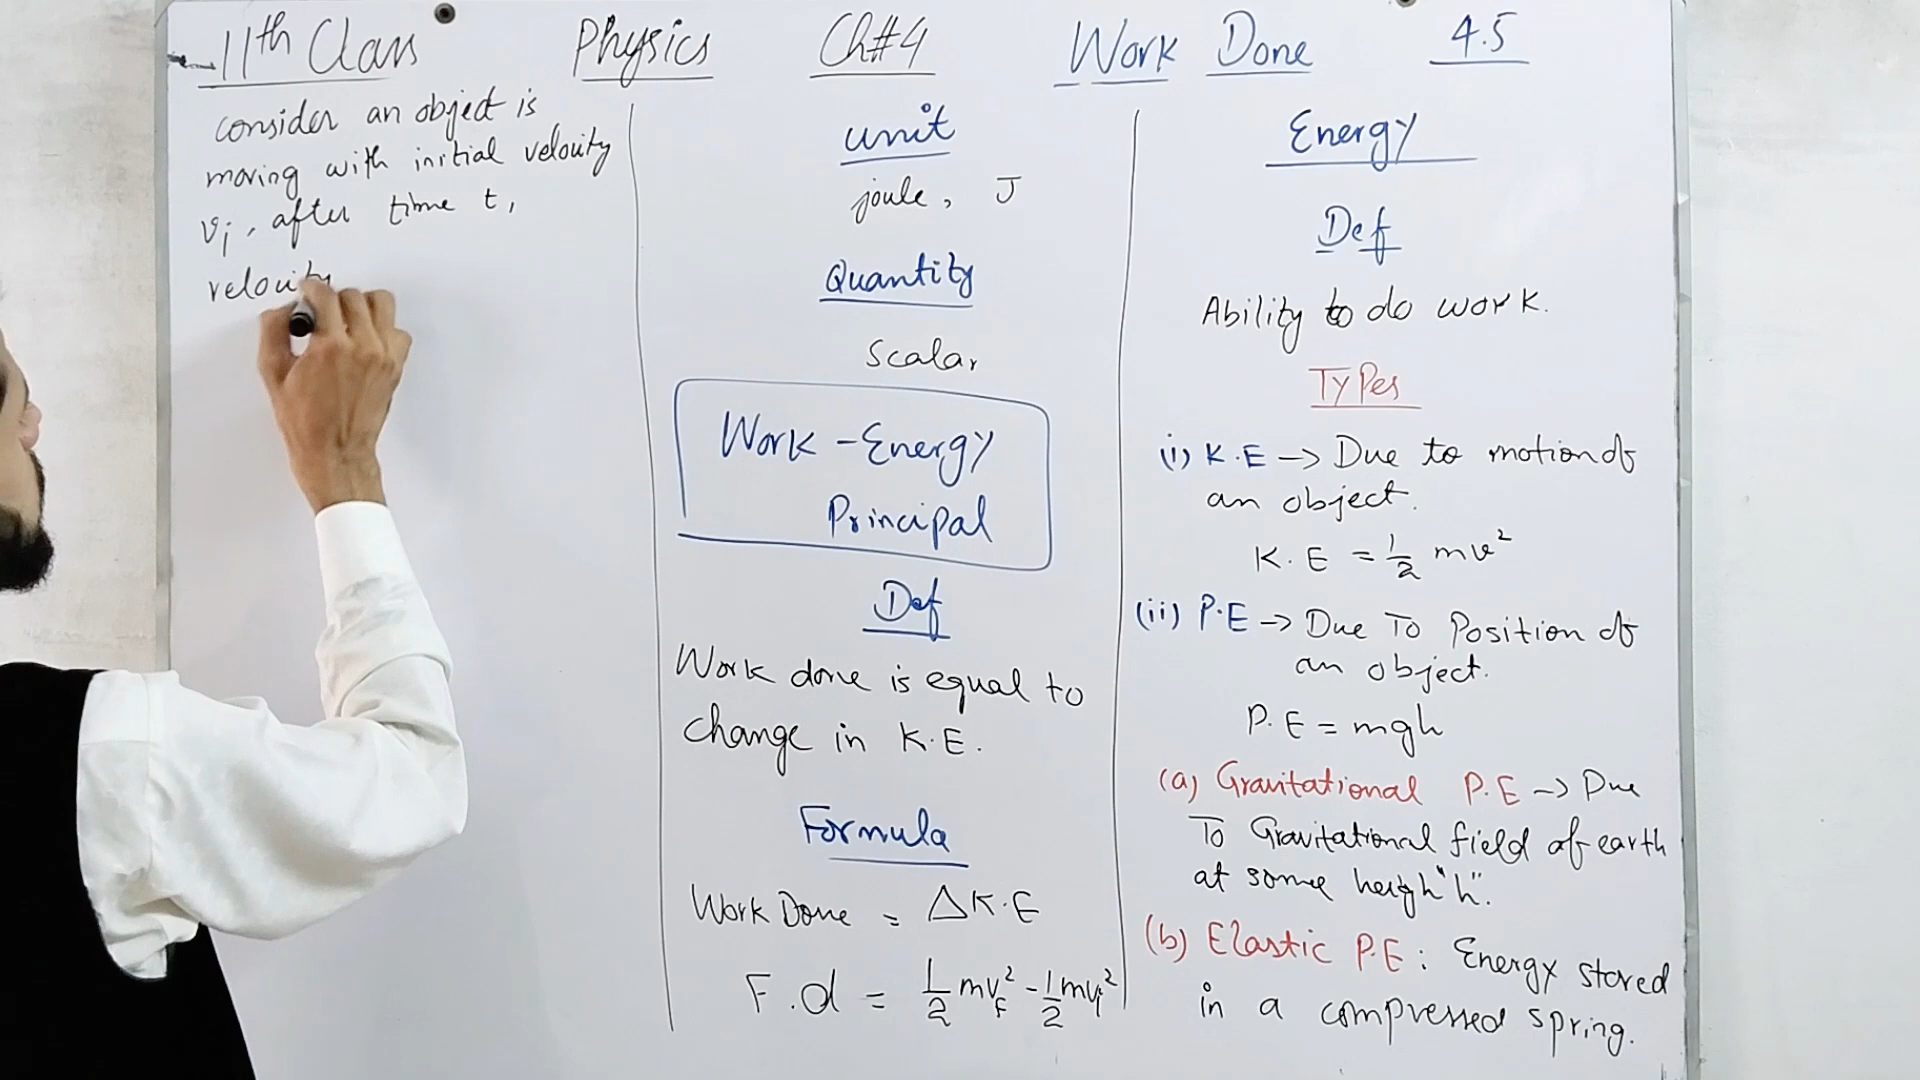 11th Class Physics Ch#4 Work Done 4.5
consider an object is
moving with initial velocity
vi, after time t,
velocity
unit
joule, J
Quantity
Scalar
Work-Energy
Principal
Def
Work done is equal to
change in K.E.
Formula
Work Done = ΔK.E
F.d = 1/2 mvf² - 1/2 mvi²
Energy
Def
Ability to do work.
Types
(i) K.E → Due to motion of
an object.
K.E = 1/2 mv²
(ii) P.E → Due To Position of
an object.
P.E = mgh
(a) Gravitational P.E → Due
To Gravitational field of earth
at some heigh "h".
(b) Elastic P.E: Energy stored
in a compressed spring.